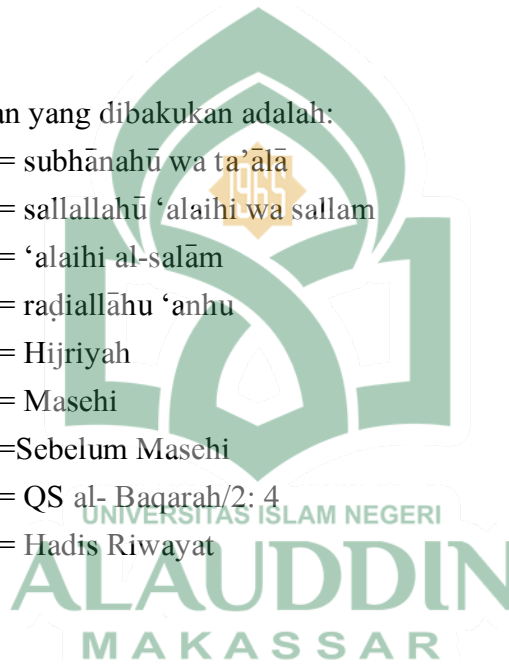 an yang dibakukan adalah:
= subḥānahū wa ta’ālā
= sallallahū ‘alaihi wa sallam
= ‘alaihi al-salām
= raḍiallāhu ‘anhu
= Hijriyah
= Masehi
=Sebelum Masehi
= QS al- Baqarah/2: 4
= Hadis Riwayat
1965
UNIVERSITAS ISLAM NEGERI
ALAUDDIN
MAKASSAR